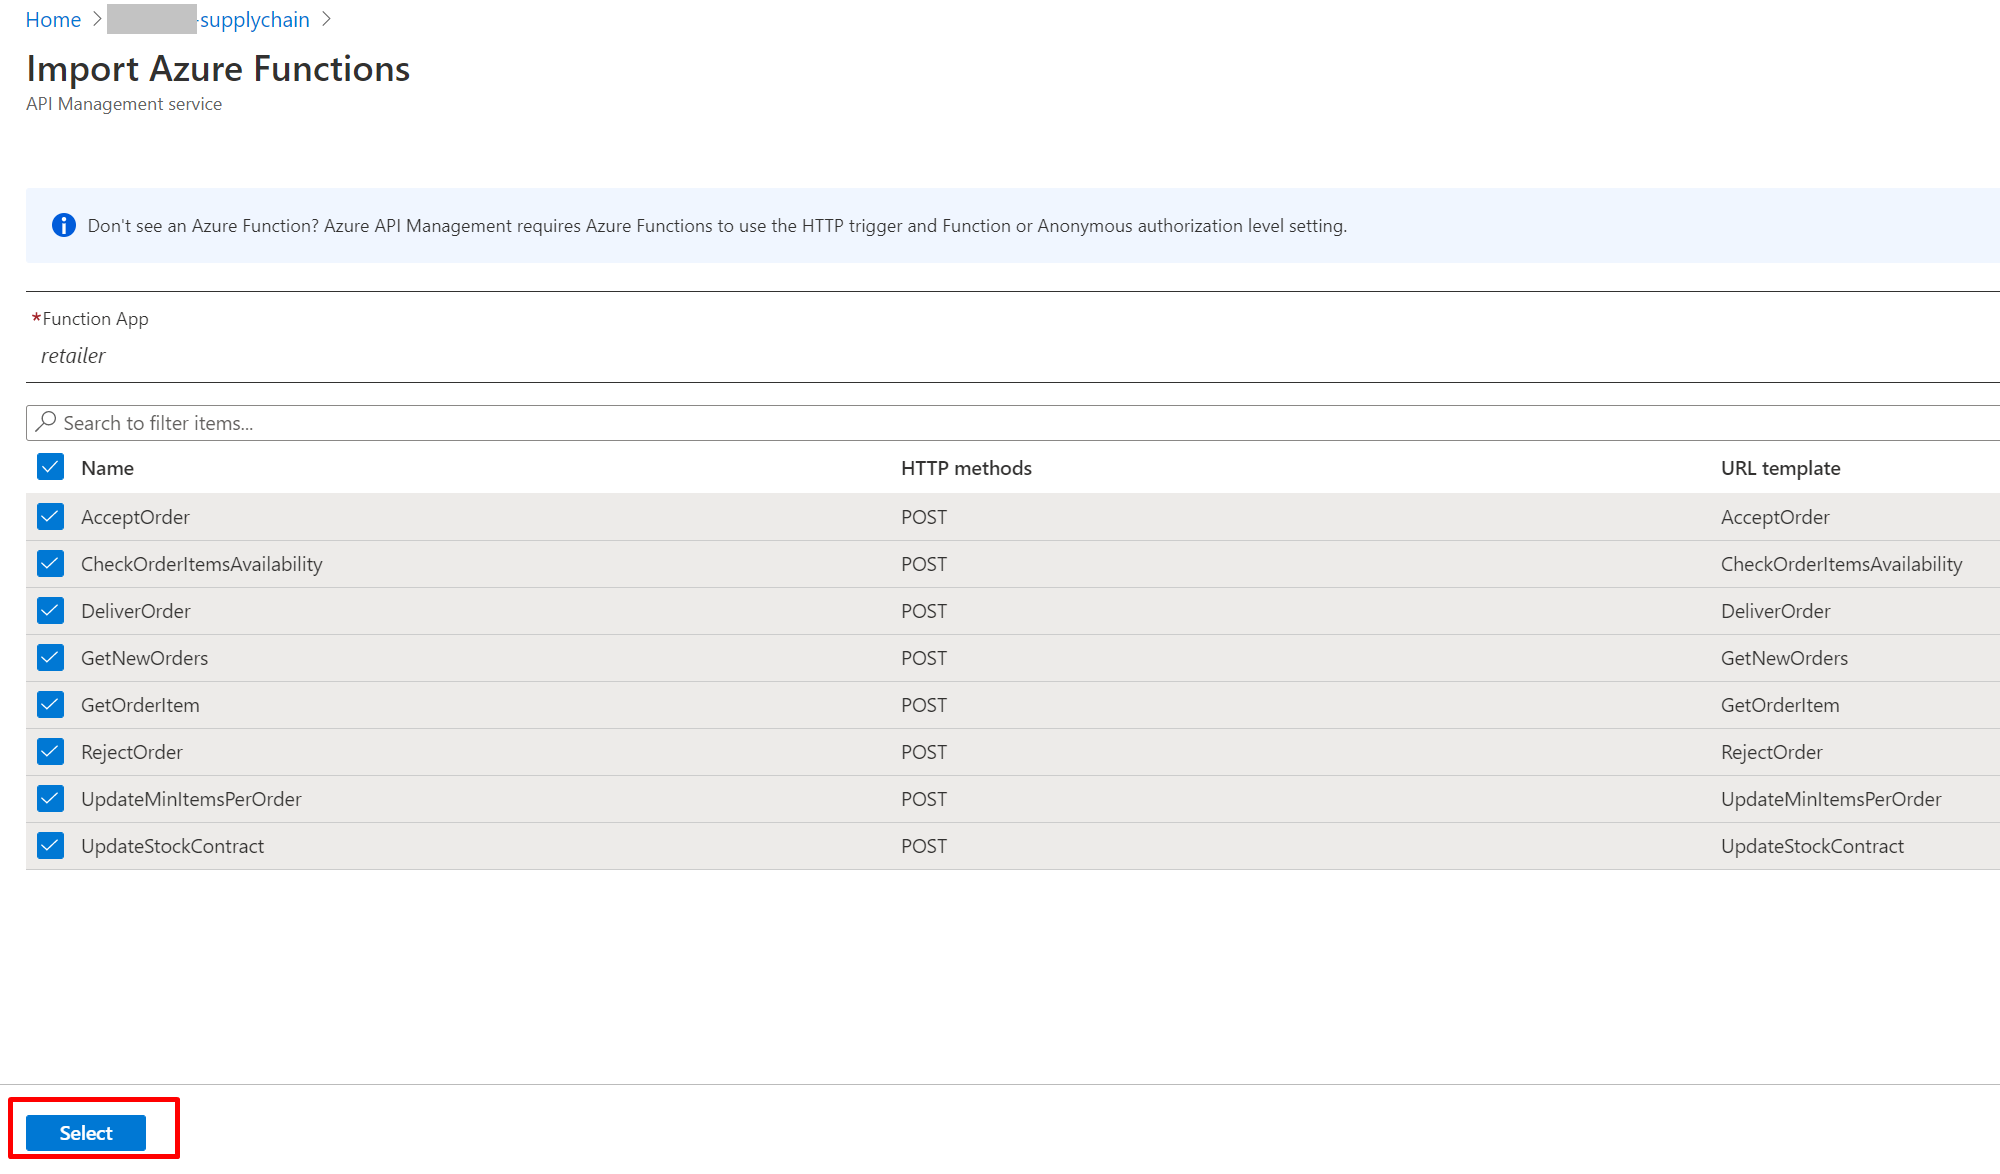 Home > -supplychain >
Import Azure Functions
API Management service
Don't see an Azure Function? Azure API Management requires Azure Functions to use the HTTP trigger and Function or Anonymous authorization level setting.
*Function App
retailer
Search to filter items...
Name HTTP methods URL template
AcceptOrder POST AcceptOrder
CheckOrderItemsAvailability POST CheckOrderItemsAvailability
DeliverOrder POST DeliverOrder
GetNewOrders POST GetNewOrders
GetOrderItem POST GetOrderItem
RejectOrder POST RejectOrder
UpdateMinItemsPerOrder POST UpdateMinItemsPerOrder
UpdateStockContract POST UpdateStockContract
Select